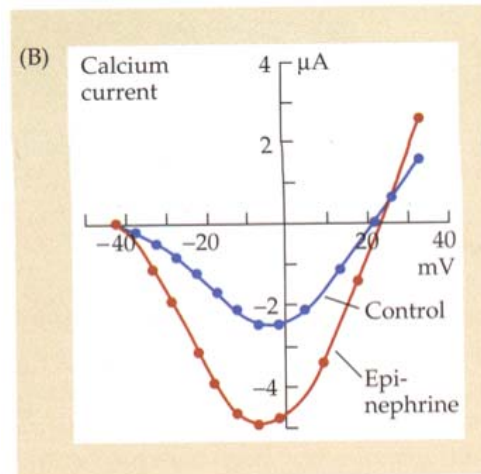 (B)
Calcium
current
4
μA
2
−40
−20
20
40
mV
−2
Control
−4
Epi-
nephrine